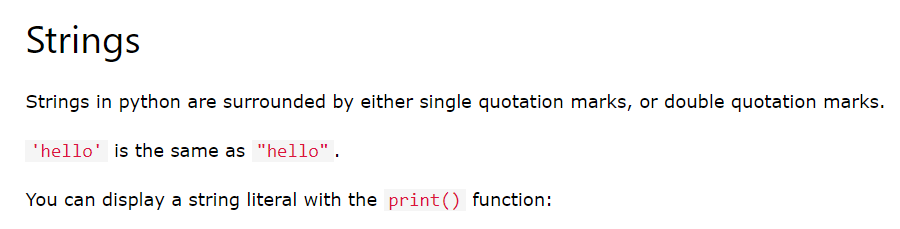 Strings
Strings in python are surrounded by either single quotation marks, or double quotation marks.
'hello' is the same as "hello".
You can display a string literal with the print() function: